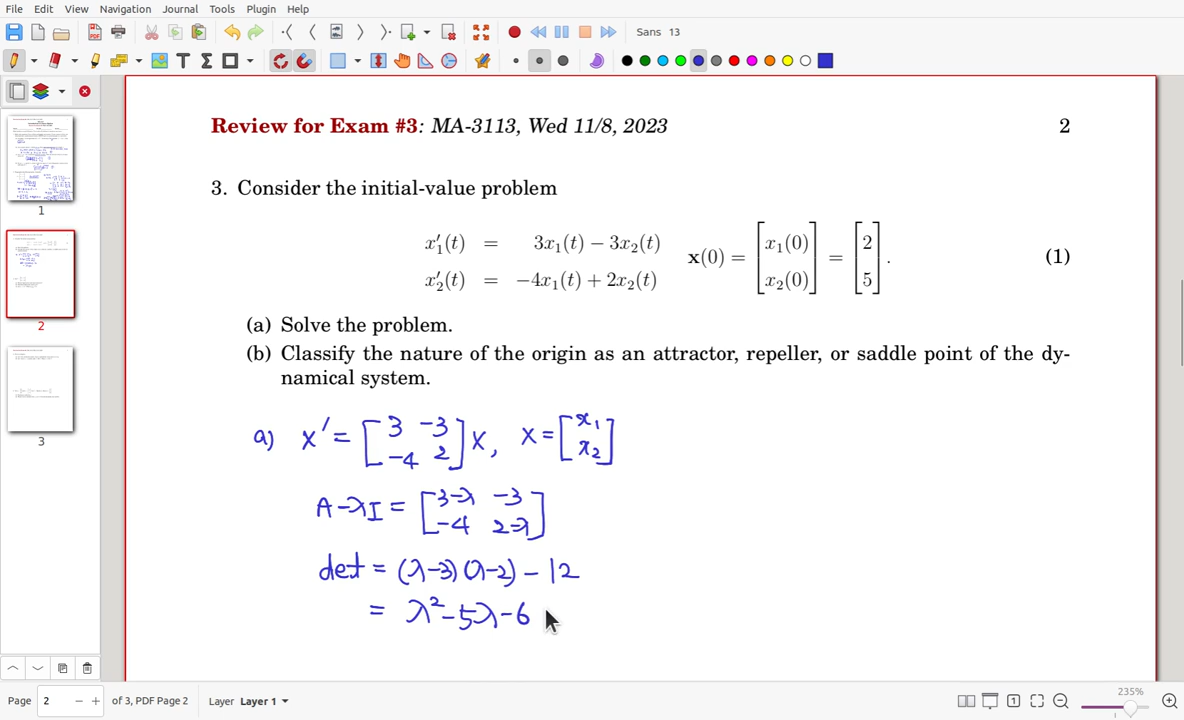 File Edit View Navigation Journal Tools Plugin Help
Sans 13
Review for Exam #3: MA-3113, Wed 11/8, 2023 2
3. Consider the initial-value problem
x₁′(t) = 3x₁(t) − 3x₂(t)
x₂′(t) = −4x₁(t) + 2x₂(t)
x(0) = [x₁(0) x₂(0)] = [2 5]. (1)
(a) Solve the problem.
(b) Classify the nature of the origin as an attractor, repeller, or saddle point of the dy-
namical system.
a) x′ = [3 −3 −4 2] x, x = [x₁ x₂]
A−λI = [3−λ −3 −4 2−λ]
det = (λ−3)(λ−2) − 12
= λ² − 5λ − 6
1
2
3
Page 2 − + of 3, PDF Page 2 Layer Layer 1 235%